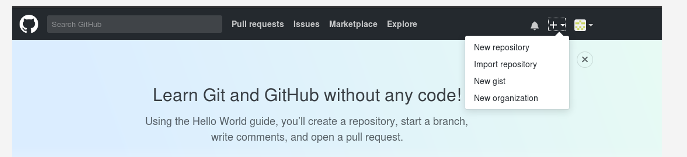 Search GitHub
Pull requests Issues Marketplace Explore
New repository
Import repository
New gist
New organization
Learn Git and GitHub without any code!
Using the Hello World guide, you’ll create a repository, start a branch,
write comments, and open a pull request.